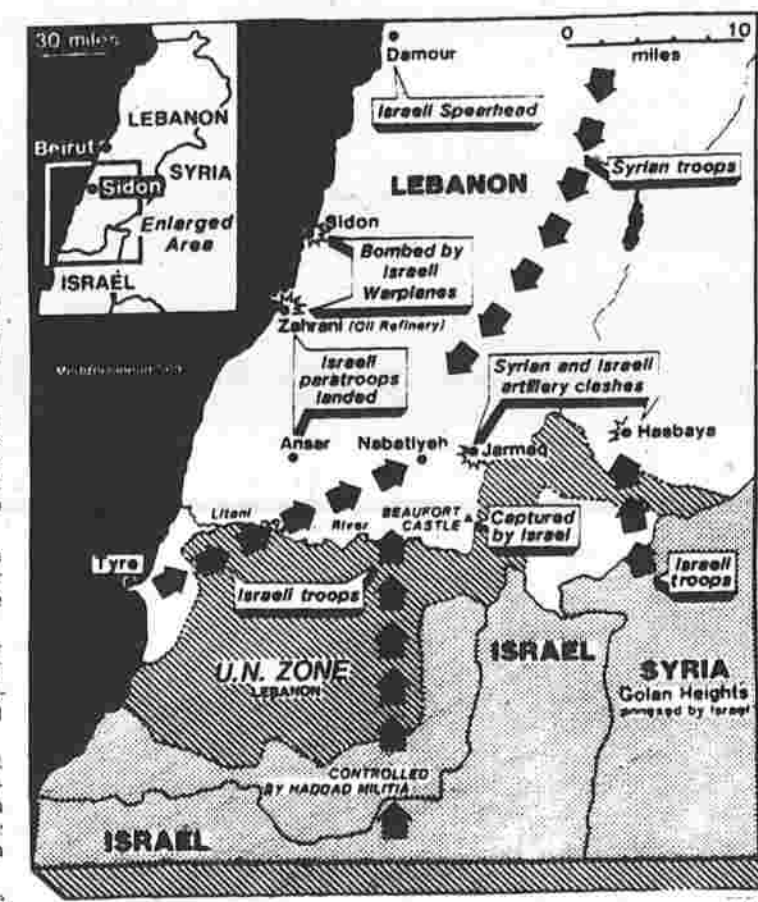 30 miles
LEBANON
Beirut
SYRIA
Sidon
Enlarged
Area
ISRAEL
Damour
Israeli Spearhead
0 10
miles
Syrian troops
LEBANON
Sidon
Bombed by
Israeli
Warplanes
Zahrani (Oil Refinery)
Mediterranean Sea
Israeli
paratroops
landed
Syrian and Israeli
artillery clashes
Ansar
Nabatiyeh
Jarmaq
Hasbaya
Litani
River
BEAUFORT
CASTLE
Captured
by Israel
Tyre
Israeli troops
Israeli
troops
U.N. ZONE
LEBANON
ISRAEL
SYRIA
Golan Heights
annexed by Israel
CONTROLLED
BY HADDAD MILITIA
ISRAEL